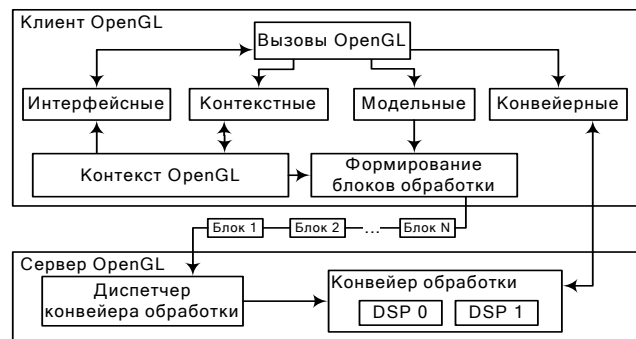 Клиент OpenGL
Вызовы OpenGL
Интерфейсные
Контекстные
Модельные
Конвейерные
Контекст OpenGL
Формирование
блоков обработки
Блок 1
Блок 2
...
Блок N
Сервер OpenGL
Диспетчер
конвейера обработки
Конвейер обработки
DSP 0
DSP 1